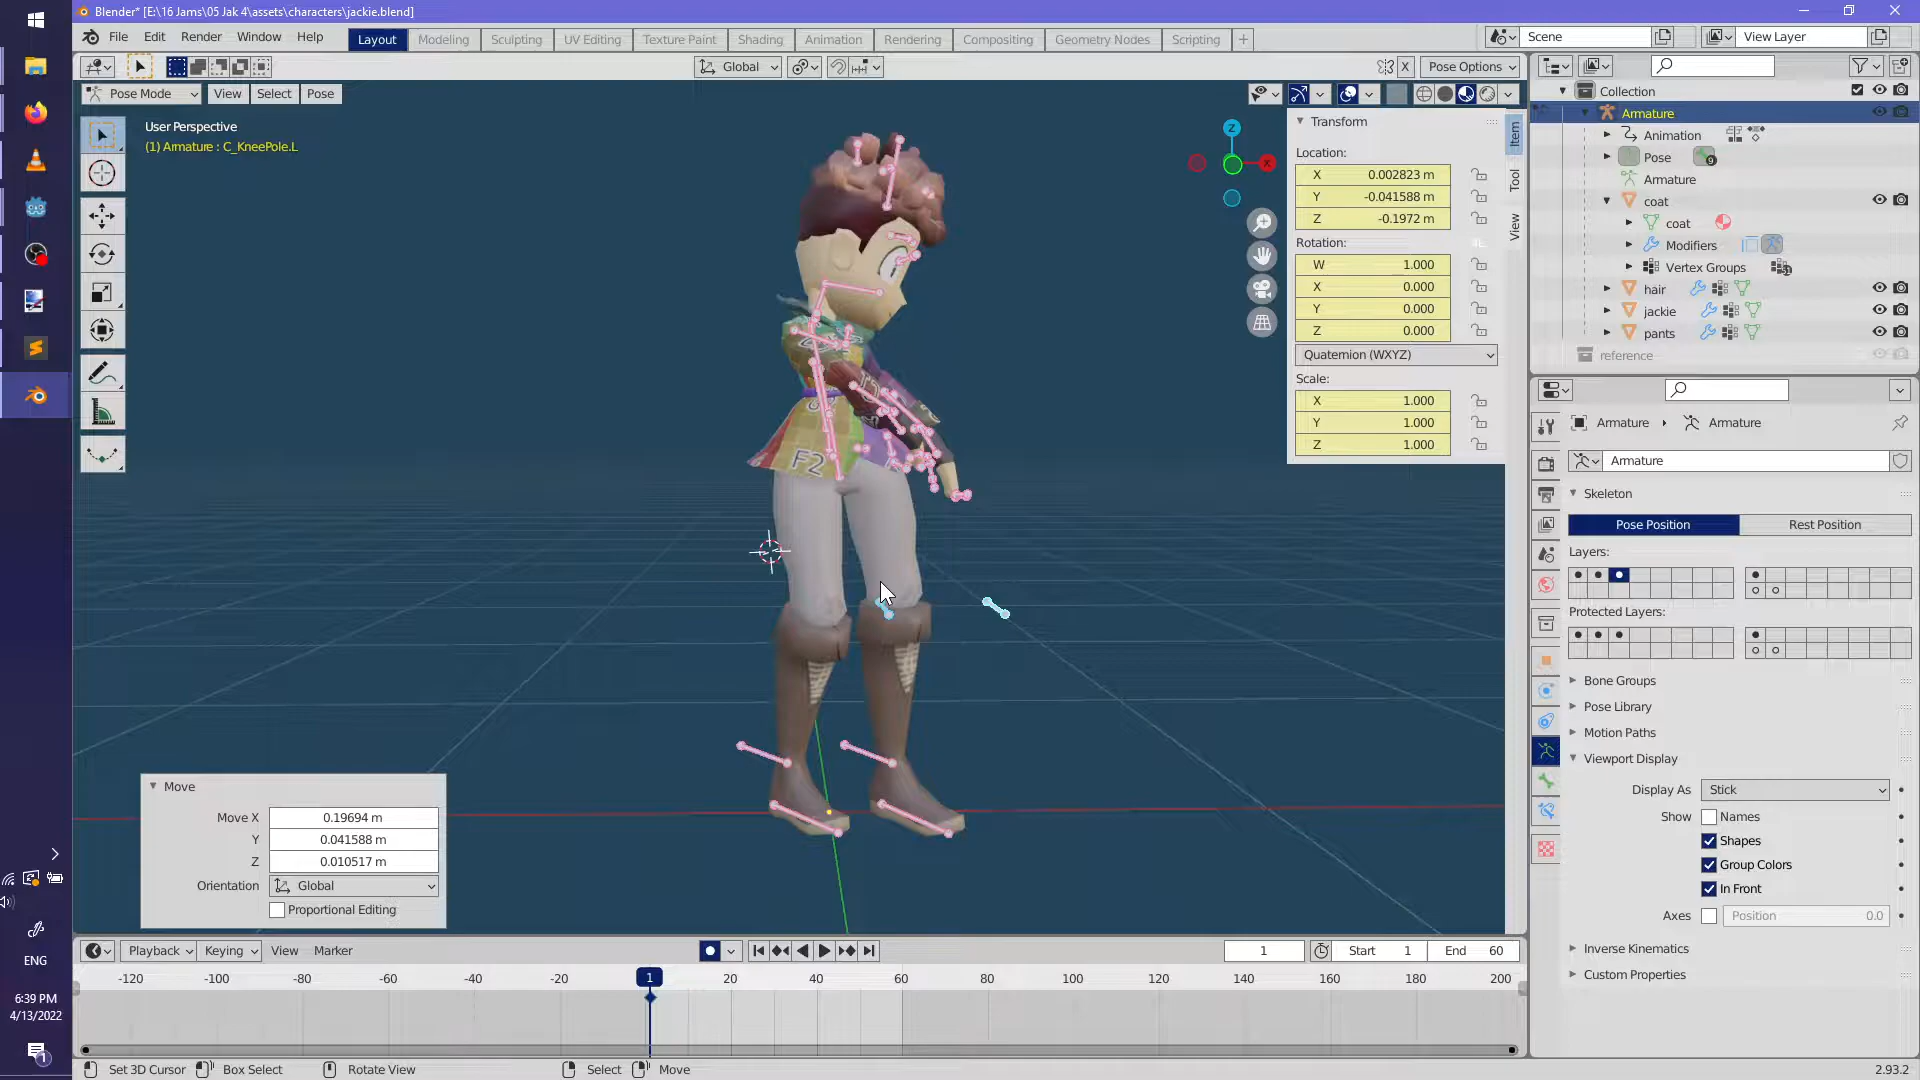 Blender* [E:\16 Jams\05 Jak 4\assets\characters\jackie.blend]
File Edit Render Window Help
Layout Modeling Sculpting UV Editing Texture Paint Shading Animation Rendering Compositing Geometry Nodes Scripting +
Scene
View Layer
Global
X
Pose Options
Pose Mode View Select Pose
User Perspective
(1) Armature : C_KneePole.L
Z
X
F2
Transform
Location:
X 0.002823 m
Y -0.041588 m
Z -0.1972 m
Rotation:
W 1.000
X 0.000
Y 0.000
Z 0.000
Quaternion (WXYZ)
Scale:
X 1.000
Y 1.000
Z 1.000
Item
Tool
View
Collection
Armature
Animation
Pose
9
Armature
coat
coat
Modifiers
Vertex Groups
hair
jackie
pants
reference
Armature
Armature
Armature
Skeleton
Pose Position Rest Position
Layers:
Protected Layers:
Bone Groups
Pose Library
Motion Paths
Viewport Display
Display As Stick
Show Names
Shapes
Group Colors
In Front
Axes Position 0.0
Inverse Kinematics
Custom Properties
Move
Move X 0.19694 m
Y 0.041588 m
Z 0.010517 m
Orientation Global
Proportional Editing
Playback Keying View Marker
1
Start 1
End 60
-120 -100 -80 -60 -40 -20 1 20 40 60 80 100 120 140 160 180 200
Set 3D Cursor Box Select Rotate View Select Move
2.93.2
ENG
6:39 PM
4/13/2022
1